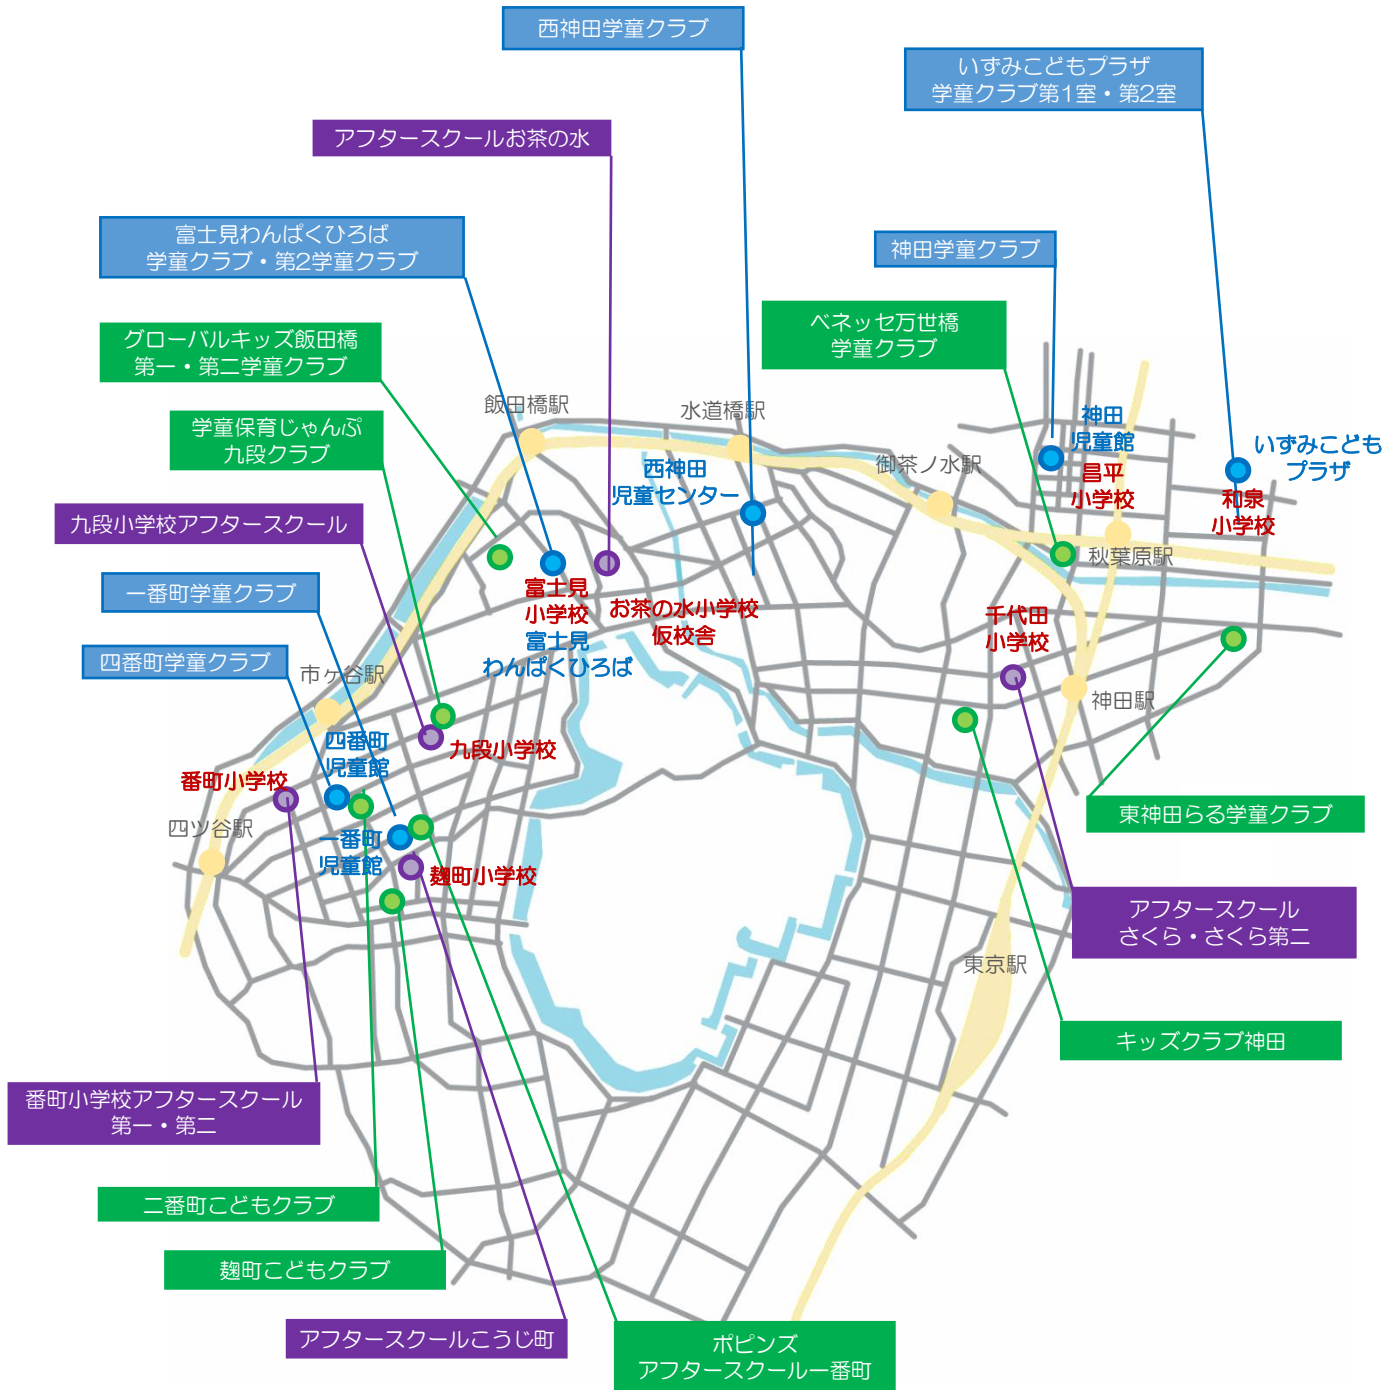 西神田学童クラブ
いずみこどもプラザ
学童クラブ第1室・第2室
アフタースクールお茶の水
富士見わんぱくひろば
学童クラブ・第2学童クラブ
神田学童クラブ
ベネッセ万世橋
学童クラブ
グローバルキッズ飯田橋
第一・第二学童クラブ
学童保育じゃんぷ
九段クラブ
飯田橋駅
水道橋駅
神田
児童館
いずみこども
プラザ
西神田
児童センター
御茶ノ水駅
昌平
小学校
和泉
小学校
九段小学校アフタースクール
秋葉原駅
一番町学童クラブ
富士見
小学校
富士見
わんぱくひろば
お茶の水小学校
仮校舎
千代田
小学校
四番町学童クラブ
市ヶ谷駅
神田駅
四番町
児童館
九段小学校
番町小学校
四ツ谷駅
一番町
児童館
麹町小学校
東神田らる学童クラブ
アフタースクール
さくら・さくら第二
東京駅
キッズクラブ神田
番町小学校アフタースクール
第一・第二
二番町こどもクラブ
麹町こどもクラブ
アフタースクールこうじ町
ポピンズ
アフタースクール一番町